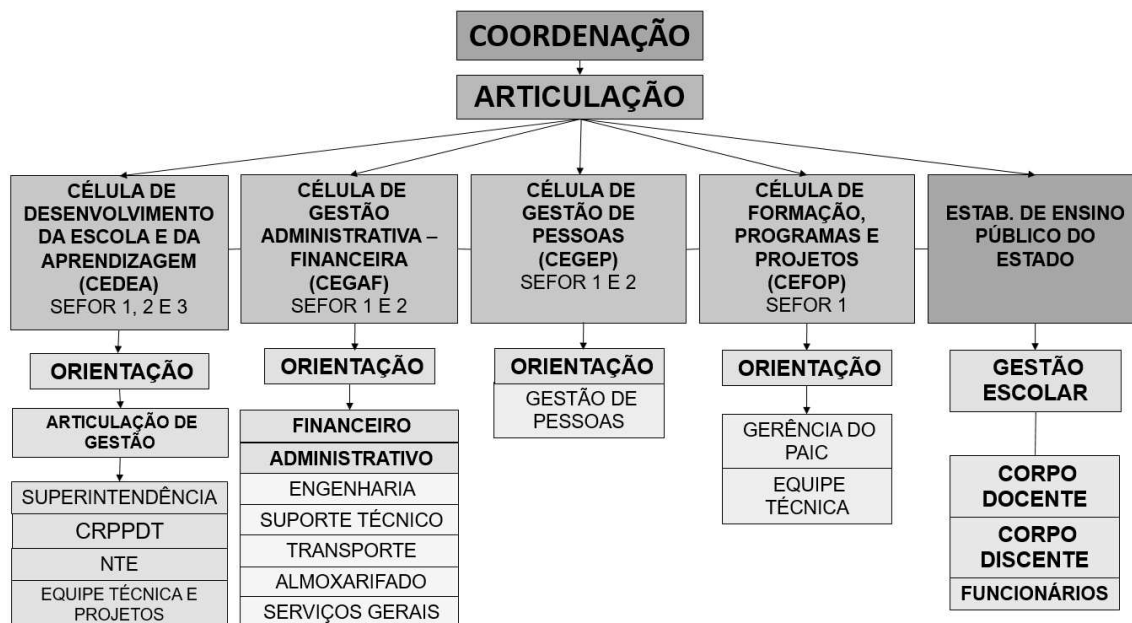 COORDENAÇÃO
ARTICULAÇÃO
CÉLULA DE
DESENVOLVIMENTO
DA ESCOLA E DA
APRENDIZAGEM
(CEDEA)
SEFOR 1, 2 E 3
CÉLULA DE
GESTÃO
ADMINISTRATIVA –
FINANCEIRA
(CEGAF)
SEFOR 1 E 2
CÉLULA DE
GESTÃO DE
PESSOAS
(CEGEP)
SEFOR 1 E 2
CÉLULA DE
FORMAÇÃO,
PROGRAMAS E
PROJETOS
(CEFOP)
SEFOR 1
ESTAB. DE ENSINO
PÚBLICO DO
ESTADO
ORIENTAÇÃO
ARTICULAÇÃO DE
GESTÃO
SUPERINTENDÊNCIA
CRPPDT
NTE
EQUIPE TÉCNICA E
PROJETOS
ORIENTAÇÃO
FINANCEIRO
ADMINISTRATIVO
ENGENHARIA
SUPORTE TÉCNICO
TRANSPORTE
ALMOXARIFADO
SERVIÇOS GERAIS
ORIENTAÇÃO
GESTÃO DE
PESSOAS
ORIENTAÇÃO
GERÊNCIA DO
PAIC
EQUIPE
TÉCNICA
GESTÃO
ESCOLAR
CORPO
DOCENTE
CORPO
DISCENTE
FUNCIONÁRIOS